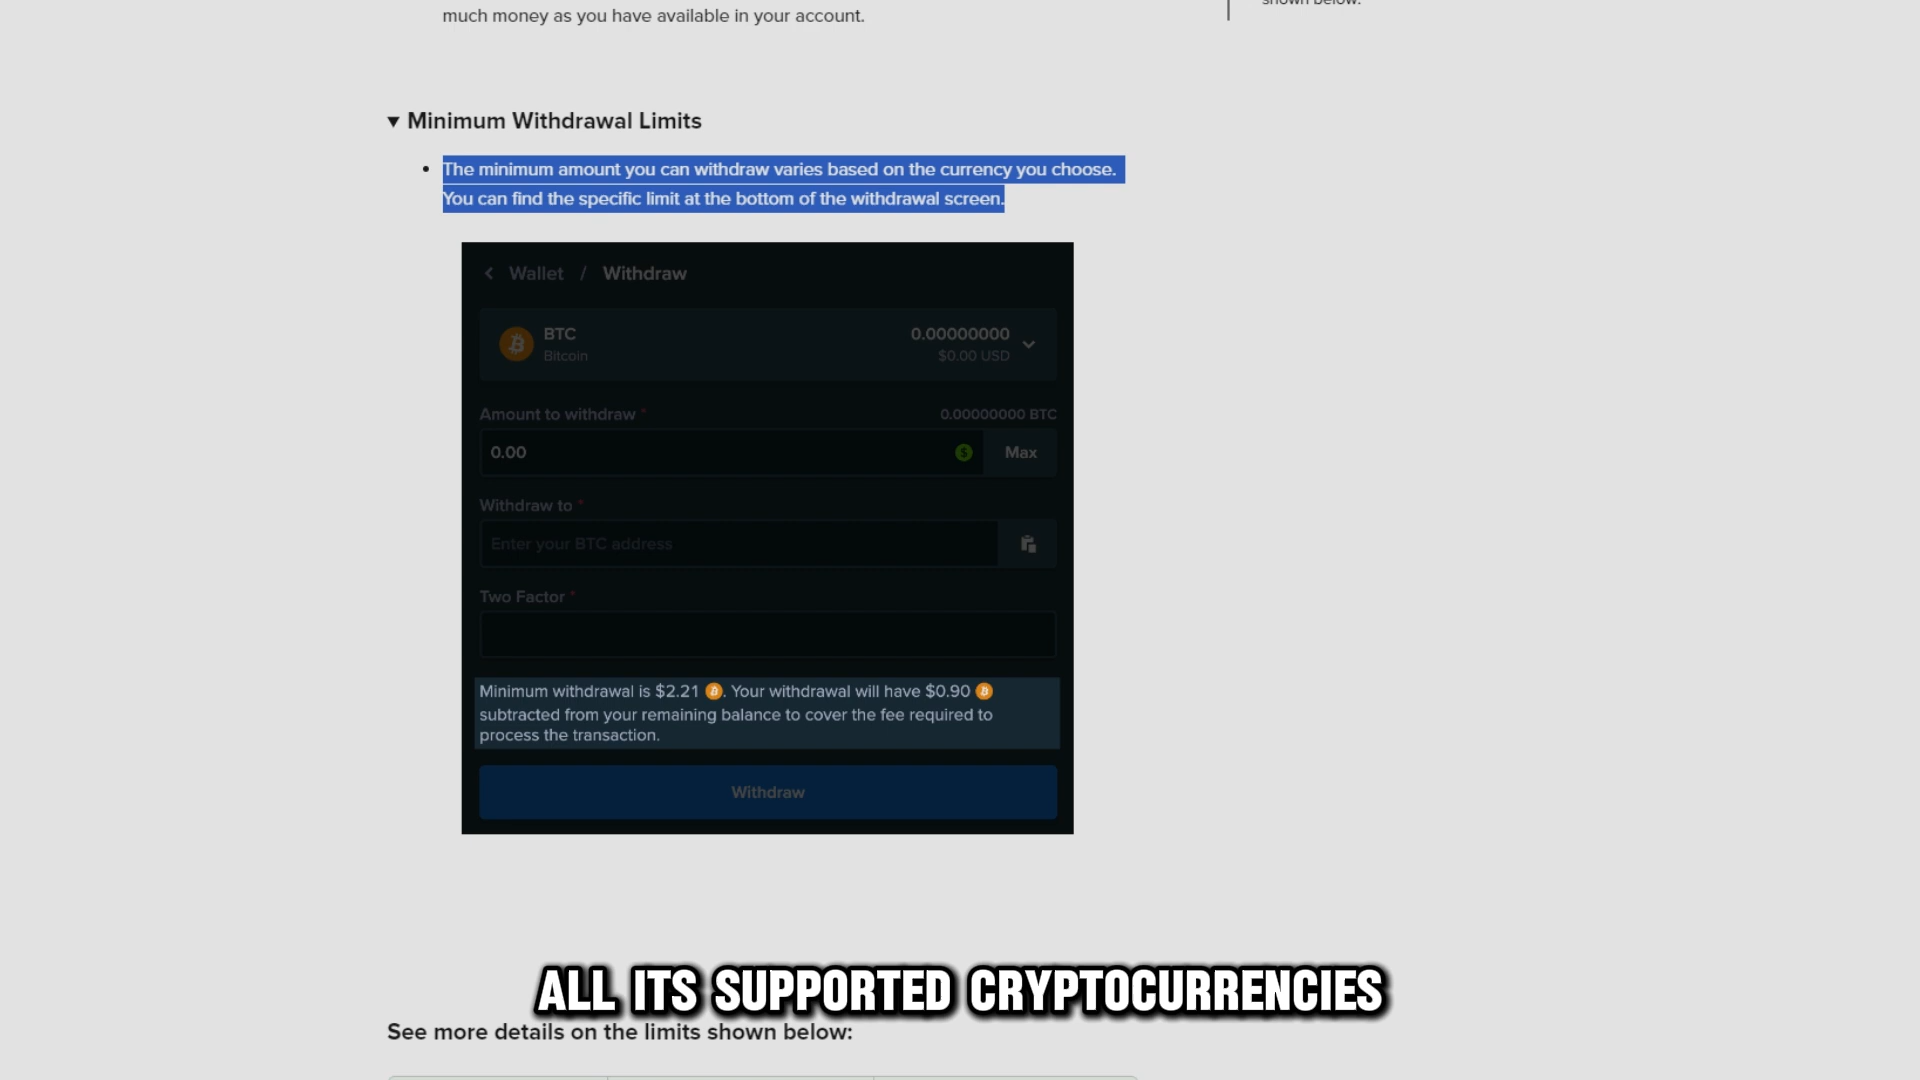 much money as you have available in your account.
shown below.
▼ Minimum Withdrawal Limits
• The minimum amount you can withdraw varies based on the currency you choose.
You can find the specific limit at the bottom of the withdrawal screen.
< Wallet / Withdraw
BTC 0.00000000
Bitcoin $0.00 USD
Amount to withdraw * 0.00000000 BTC
0.00 $ Max
Withdraw to *
Enter your BTC address
Two Factor *
Minimum withdrawal is $2.21 ₿. Your withdrawal will have $0.90 ₿
subtracted from your remaining balance to cover the fee required to
process the transaction.
Withdraw
ALL ITS SUPPORTED CRYPTOCURRENCIES
See more details on the limits shown below: